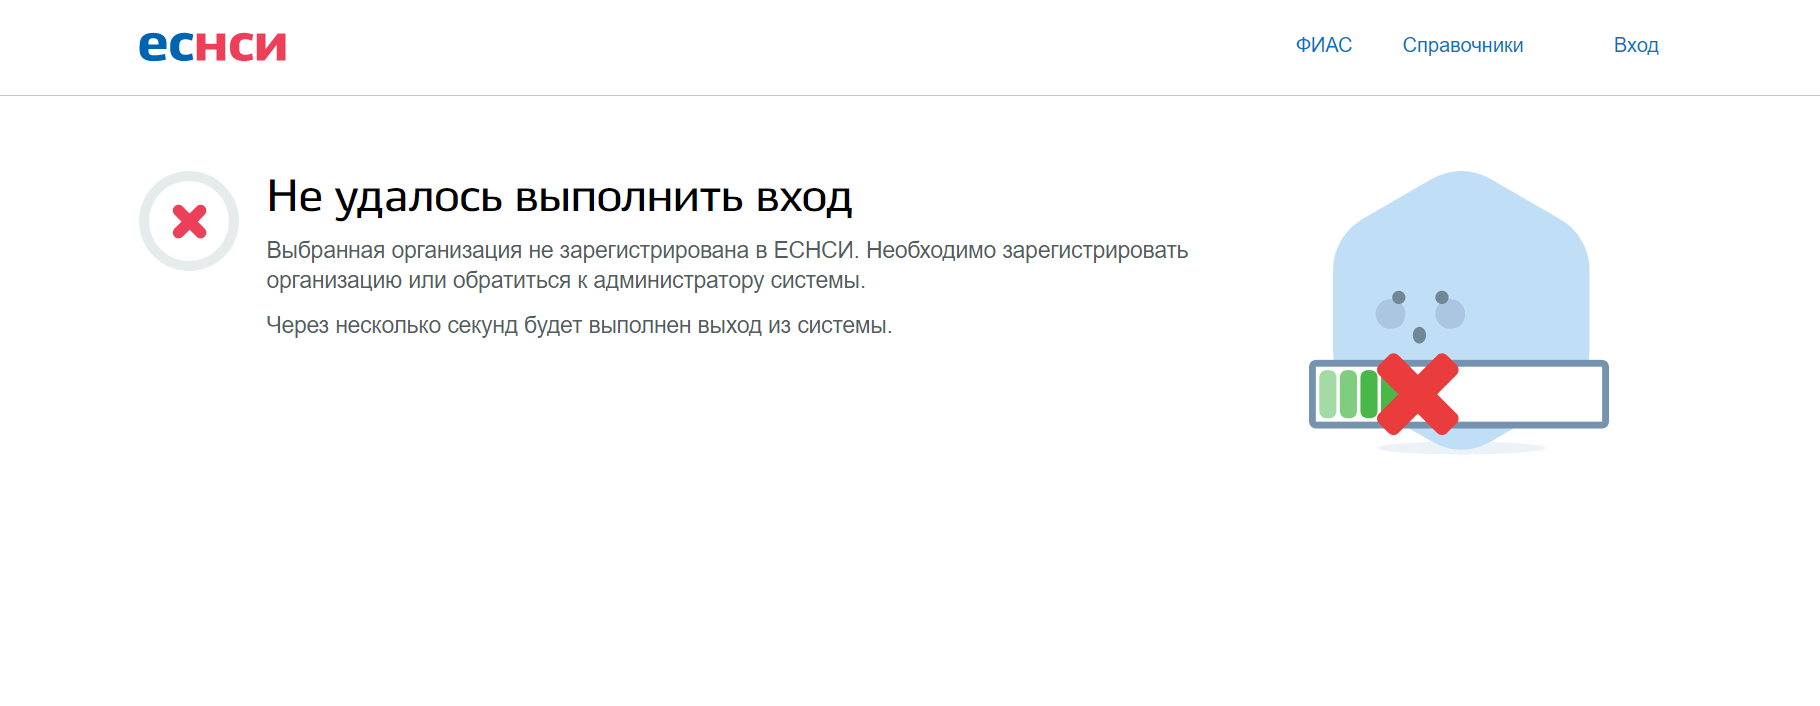 еснси
ФИАС
Справочники
Вход
Не удалось выполнить вход
Выбранная организация не зарегистрирована в ЕСНСИ. Необходимо зарегистрировать
организацию или обратиться к администратору системы.
Через несколько секунд будет выполнен выход из системы.